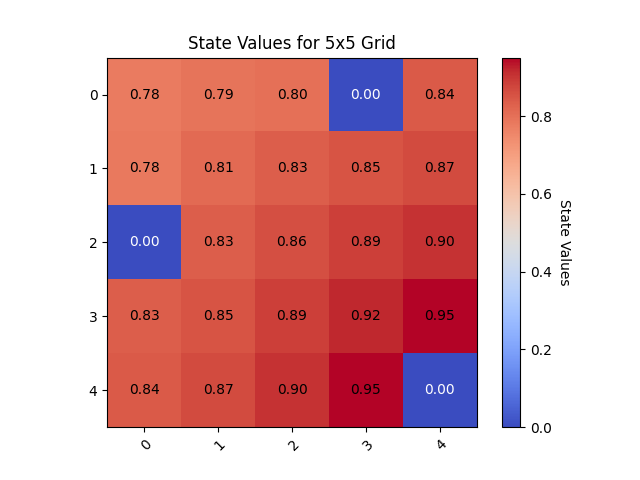 State Values for 5x5 Grid
0 0.78 0.79 0.80 0.00 0.84
1 0.78 0.81 0.83 0.85 0.87
2 0.00 0.83 0.86 0.89 0.90
3 0.83 0.85 0.89 0.92 0.95
4 0.84 0.87 0.90 0.95 0.00
0 1 2 3 4
0.8
0.6
0.4
0.2
0.0
State Values